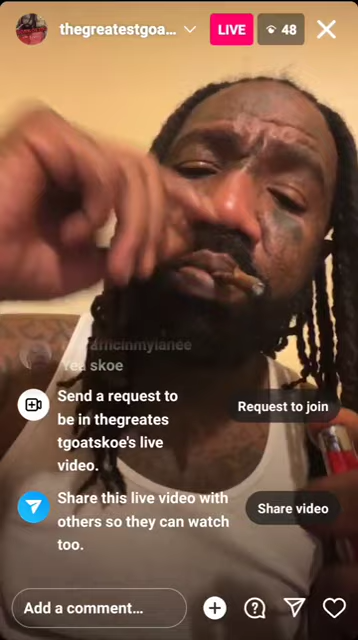 thegreatestgoa...
LIVE
48
Yea skoe
Send a request to
be in thegreates
tgoatskoe's live
video.
Request to join
Share this live video with
others so they can watch
too.
Share video
Add a comment...